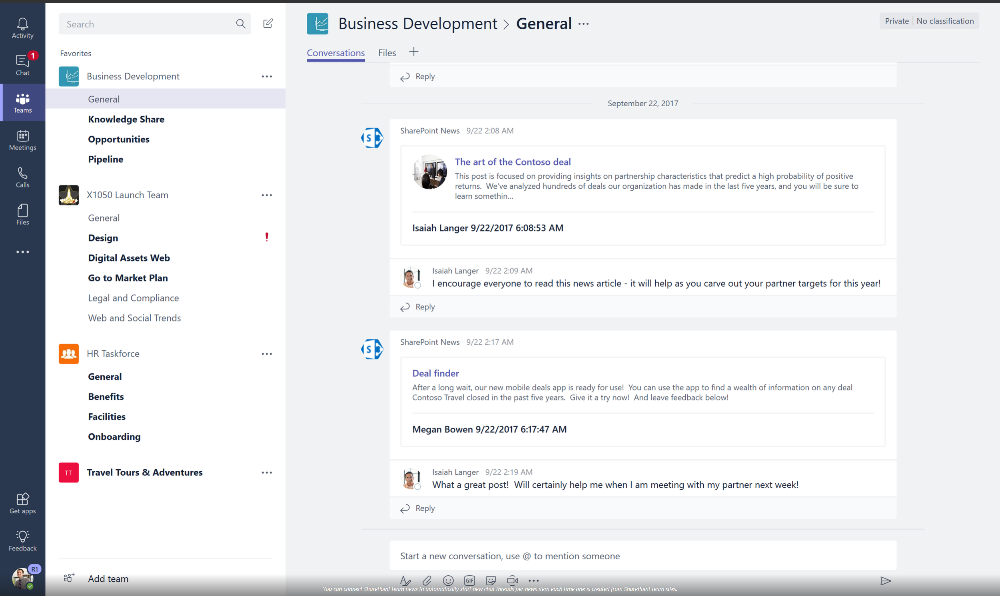 Activity
1
Chat
Teams
Meetings
Calls
Files
Get apps
Feedback
R1
Search
Favorites
Business Development
General
Knowledge Share
Opportunities
Pipeline
X1050 Launch Team
General
Design
!
Digital Assets Web
Go to Market Plan
Legal and Compliance
Web and Social Trends
HR Taskforce
General
Benefits
Facilities
Onboarding
TT
Travel Tours & Adventures
Add team
Business Development > General
Private | No classification
Conversations Files +
Reply
September 22, 2017
S
SharePoint News 9/22 2:08 AM
The art of the Contoso deal
This post is focused on providing insights on partnership characteristics that predict a high probability of positive
returns. We've analyzed hundreds of deals our organization has made in the last five years, and you will be sure to
learn somethin...
Isaiah Langer 9/22/2017 6:08:53 AM
Isaiah Langer 9/22 2:09 AM
I encourage everyone to read this news article - it will help as you carve out your partner targets for this year!
Reply
S
SharePoint News 9/22 2:17 AM
Deal finder
After a long wait, our new mobile deals app is ready for use! You can use the app to find a wealth of information on any deal
Contoso Travel closed in the past five years. Give it a try now! And leave feedback below!
Megan Bowen 9/22/2017 6:17:47 AM
Isaiah Langer 9/22 2:19 AM
What a great post! Will certainly help me when I am meeting with my partner next week!
Reply
Start a new conversation, use @ to mention someone
GIF
You can connect SharePoint team news to automatically start new chat threads per news item each time one is created from SharePoint team sites.